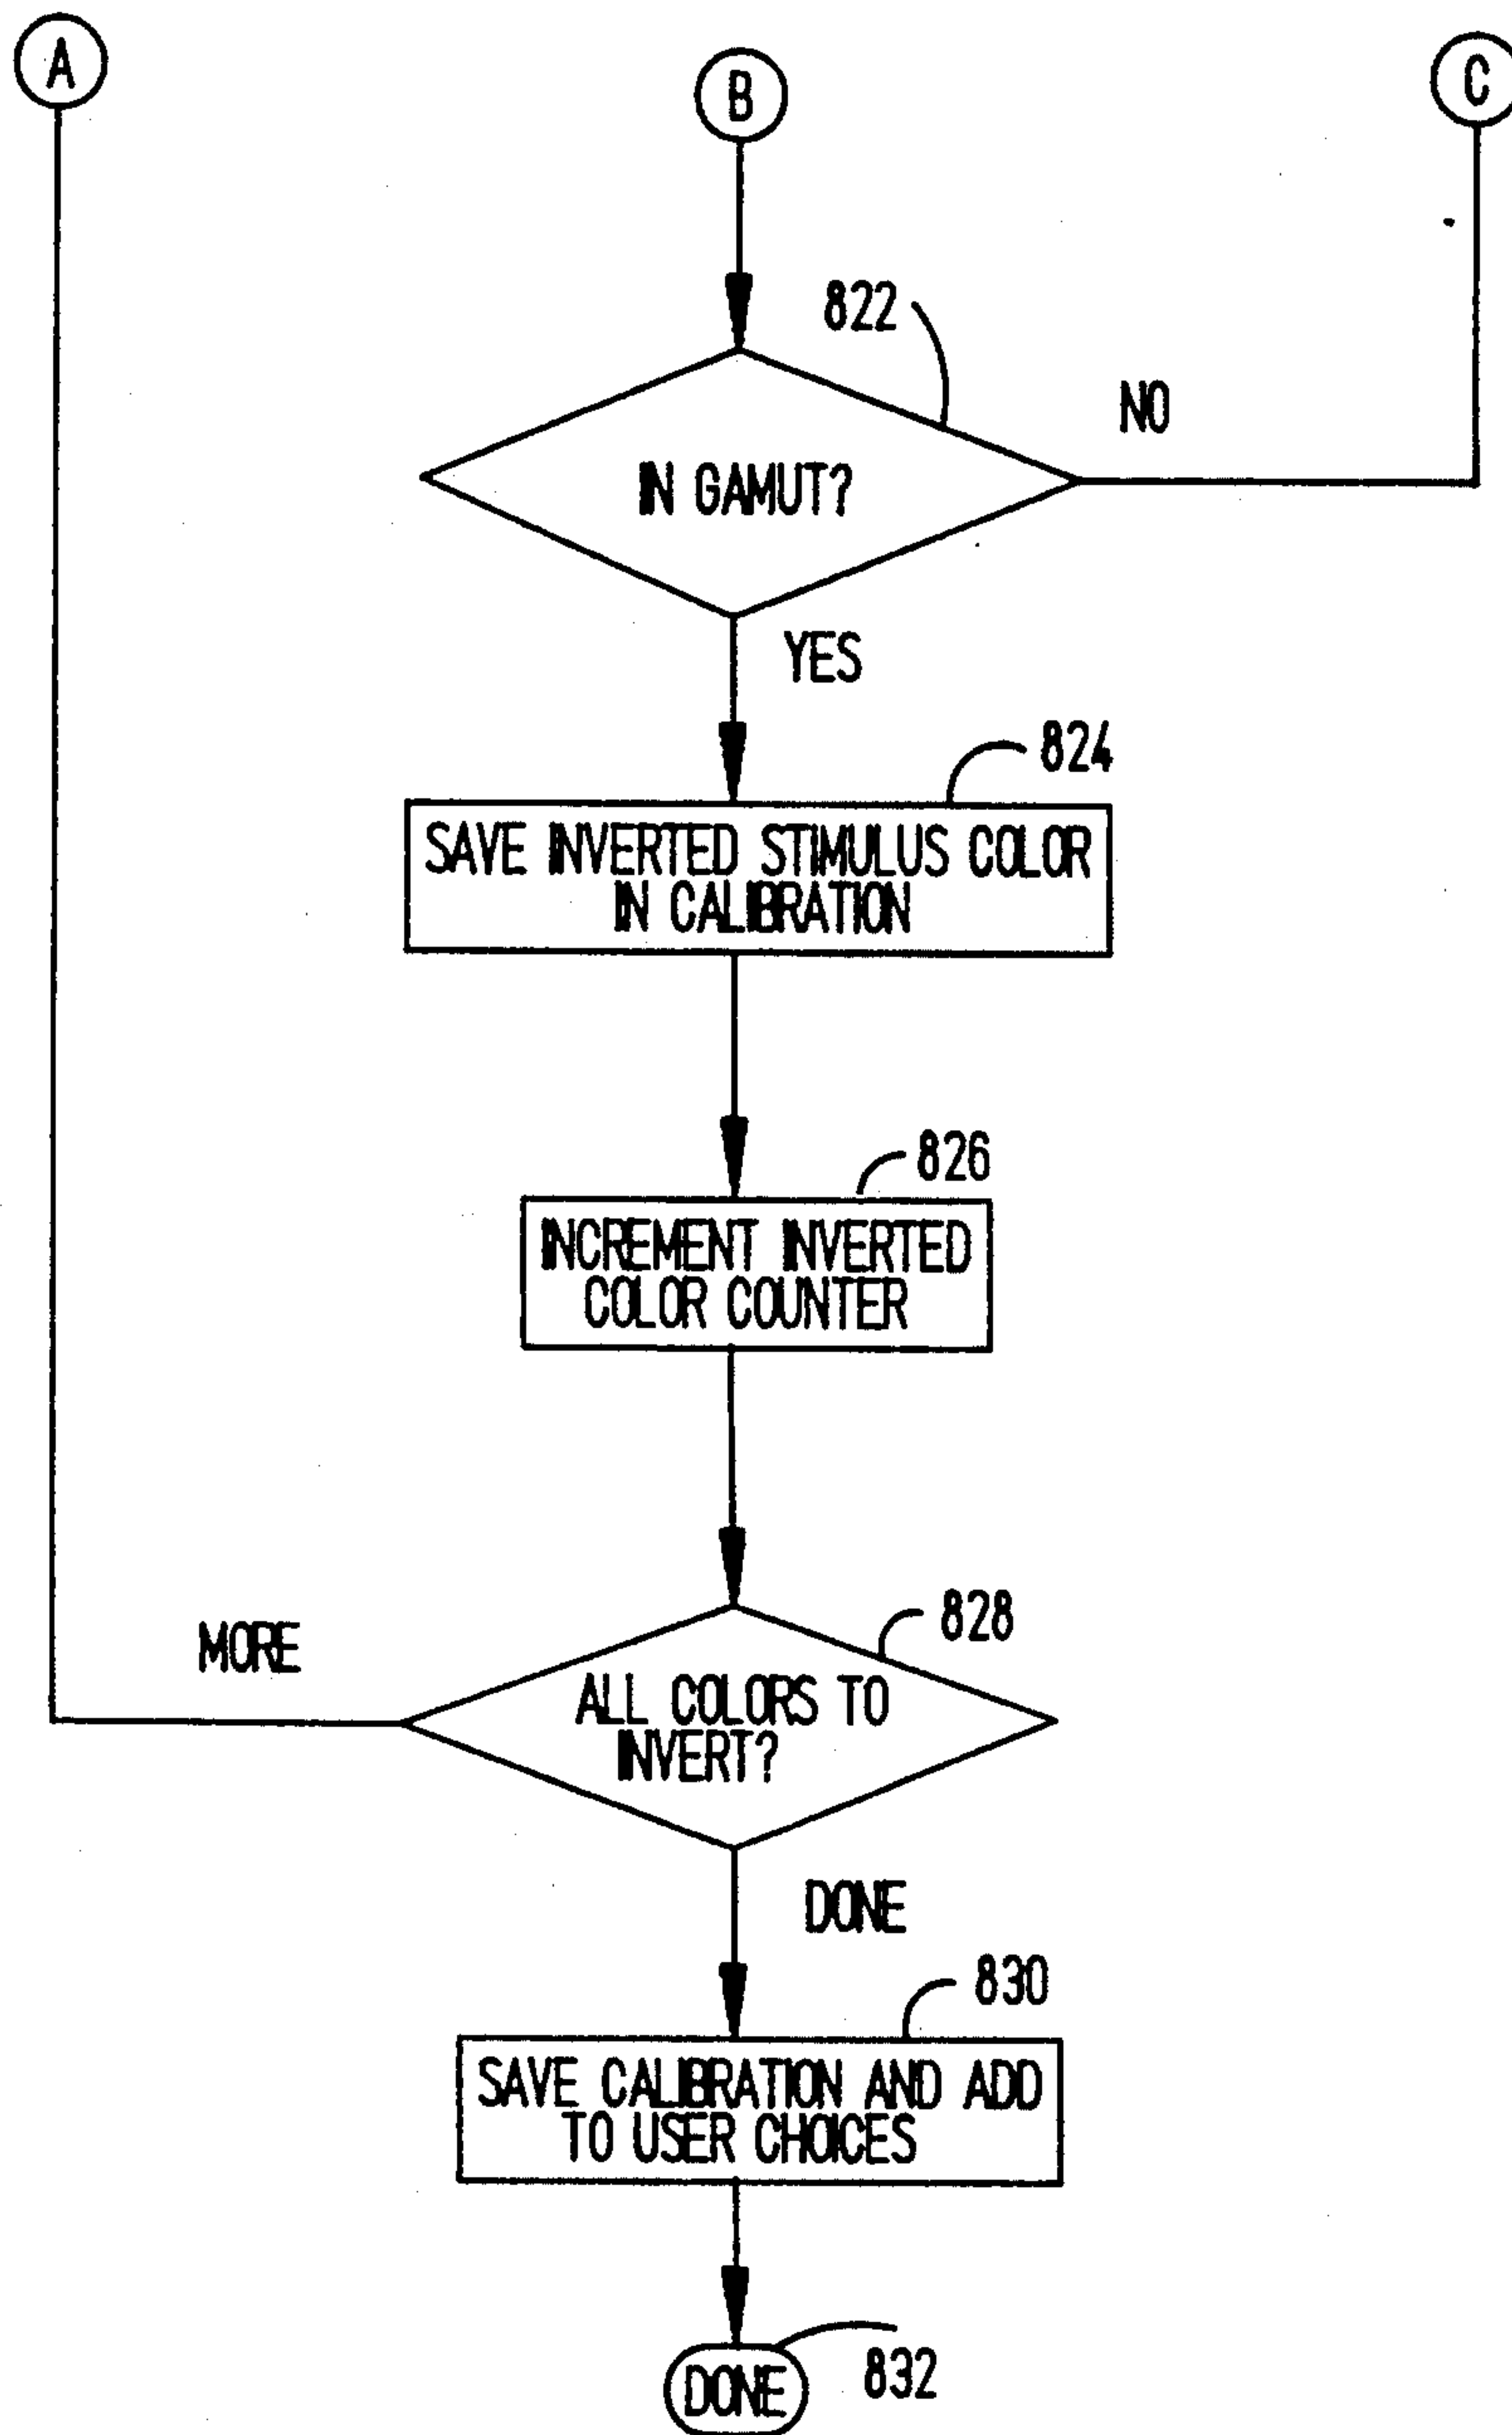 A
B
C
822
NO
IN GAMUT?
YES
824
SAVE INVERTED STIMULUS COLOR
IN CALIBRATION
826
INCREMENT INVERTED
COLOR COUNTER
828
MORE
ALL COLORS TO
INVERT?
DONE
830
SAVE CALIBRATION AND ADD
TO USER CHOICES
DONE
832